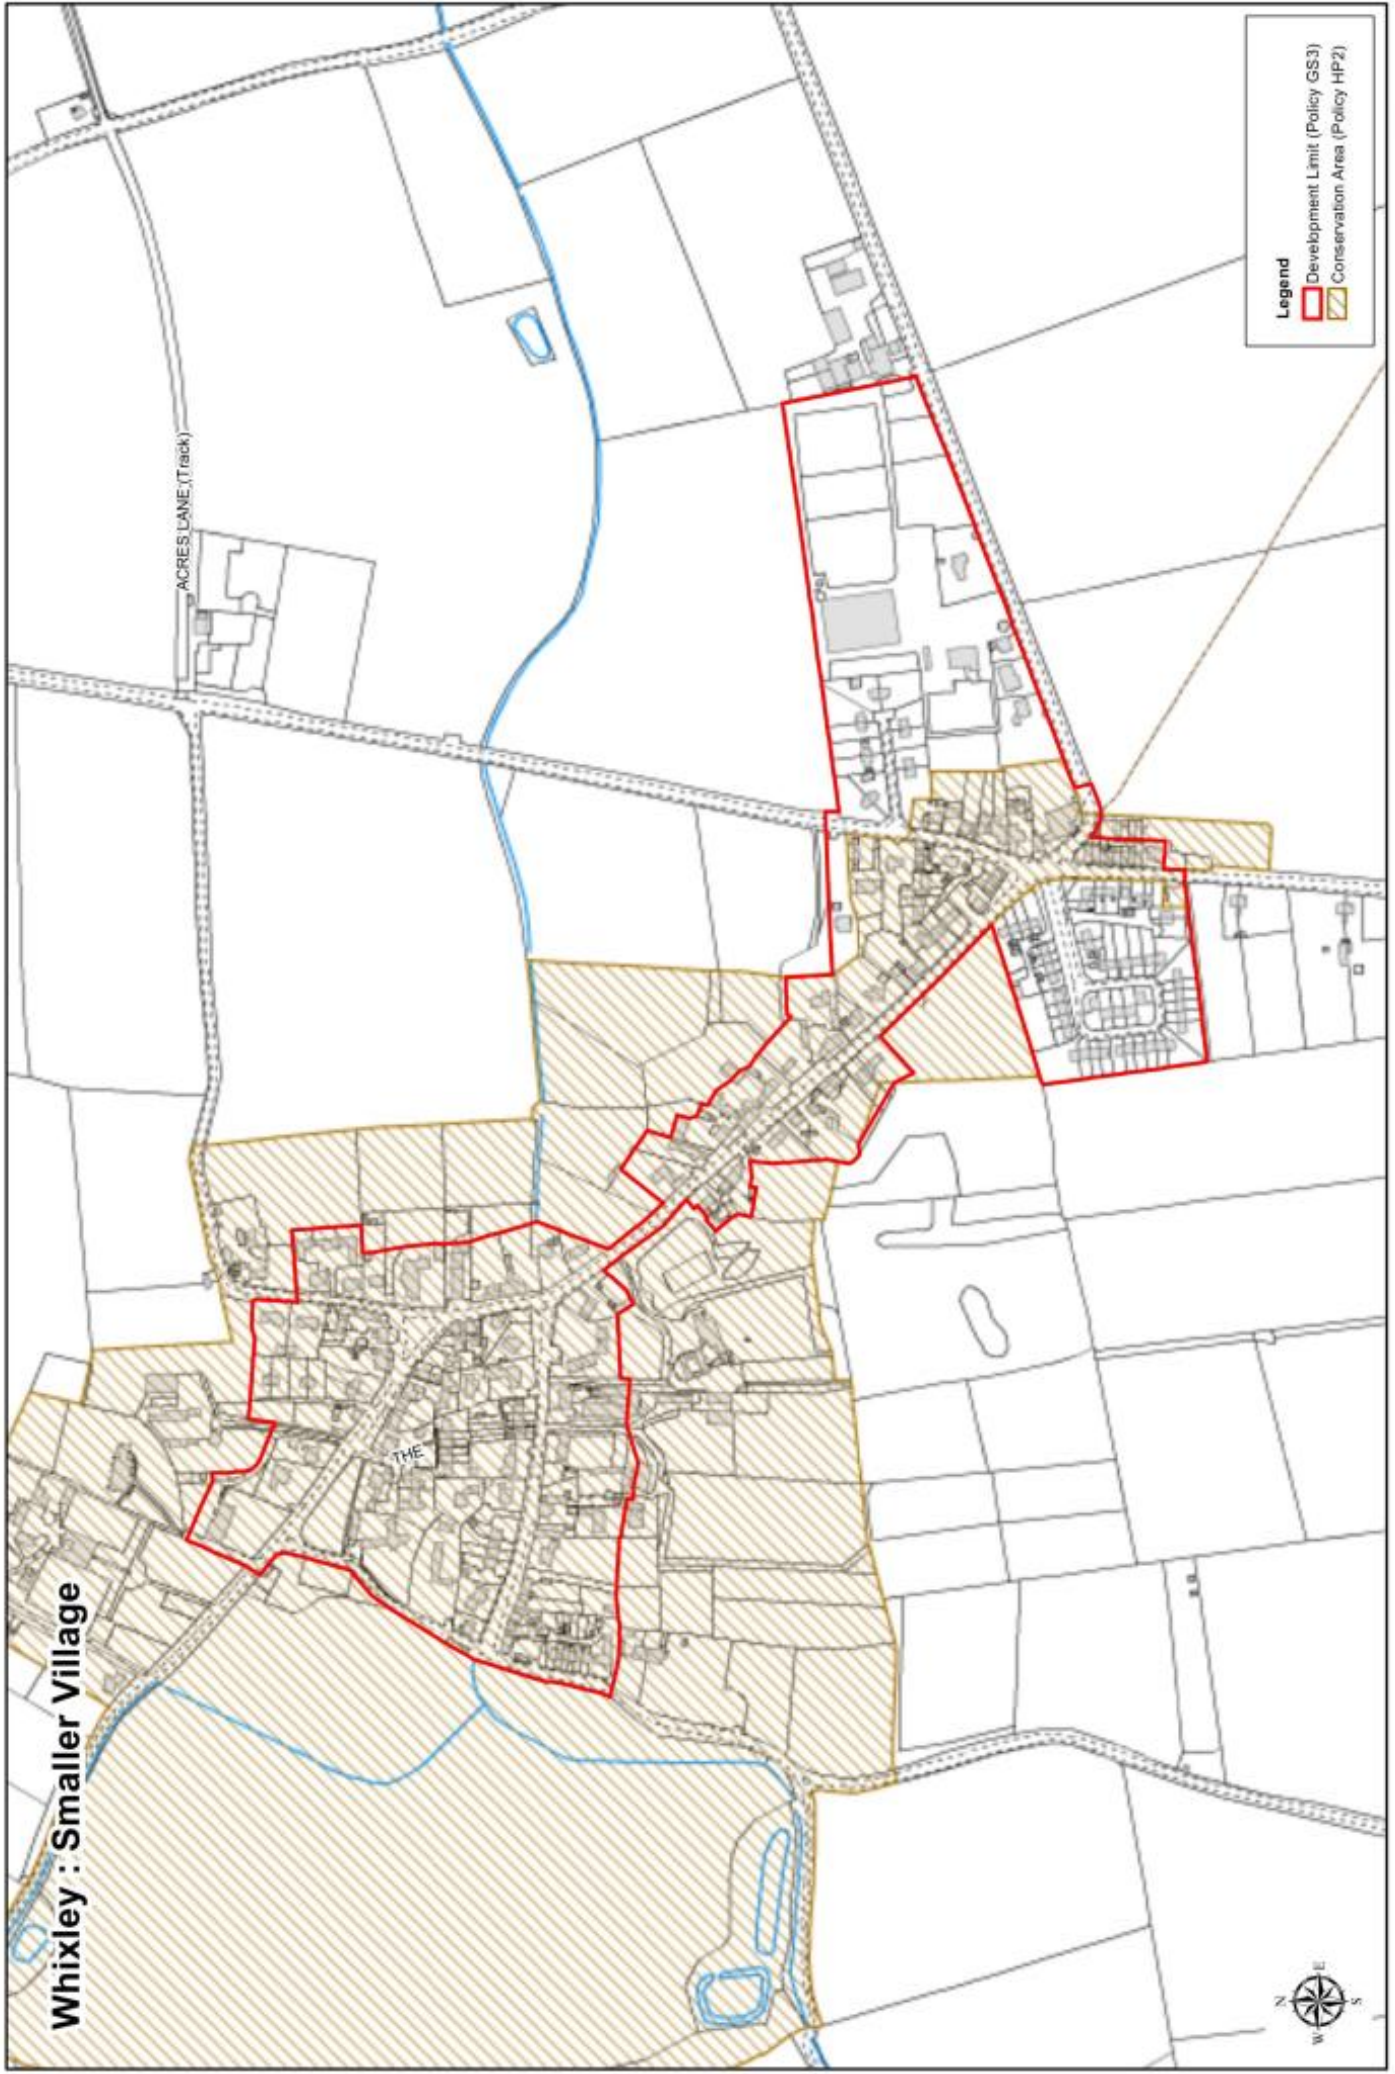 Whixley :: Smaller Village
ACRES LANE (Track)
THE
Legend
Development Limit (Policy GS3)
Conservation Area (Policy HP2)
N
W
E
S